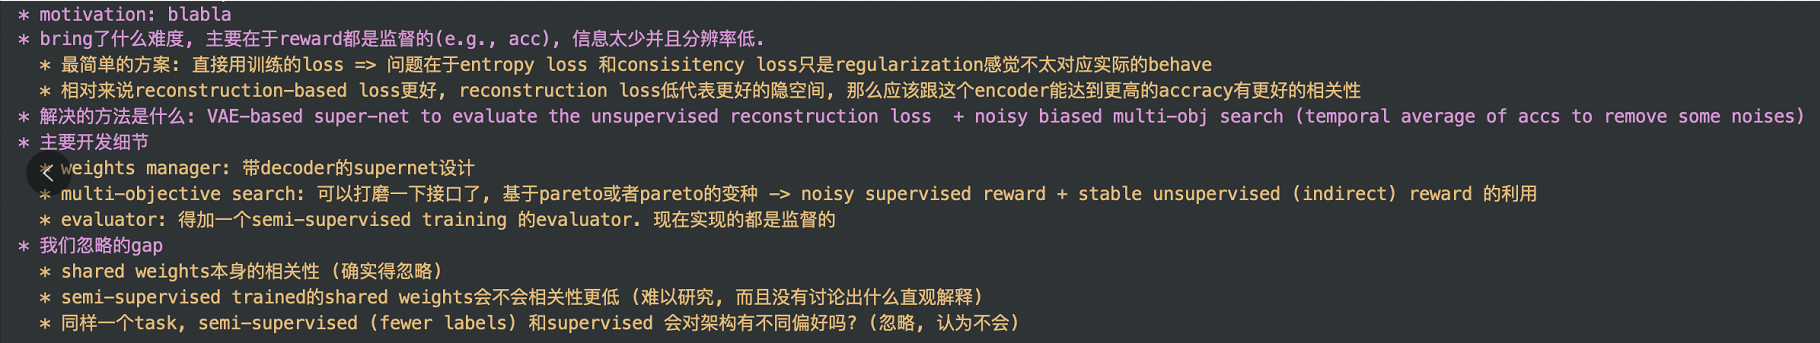 * motivation: blabla
* bring了什么难度, 主要在于reward都是监督的(e.g., acc), 信息太少并且分辨率低.
* 最简单的方案: 直接用训练的loss => 问题在于entropy loss 和consisitency loss只是regularization感觉不太对应实际的behave
* 相对来说reconstruction-based loss更好, reconstruction loss低代表更好的隐空间, 那么应该跟这个encoder能达到更高的accracy有更好的相关性
* 解决的方法是什么: VAE-based super-net to evaluate the unsupervised reconstruction loss + noisy biased multi-obj search (temporal average of accs to remove some noises)
* 主要开发细节
* weights manager: 带decoder的supernet设计
* multi-objective search: 可以打磨一下接口了, 基于pareto或者pareto的变种 -> noisy supervised reward + stable unsupervised (indirect) reward 的利用
* evaluator: 得加一个semi-supervised training 的evaluator. 现在实现的都是监督的
* 我们忽略的gap
* shared weights本身的相关性 (确实得忽略)
* semi-supervised trained的shared weights会不会相关性更低 (难以研究, 而且没有讨论出什么直观解释)
* 同样一个task, semi-supervised (fewer labels) 和supervised 会对架构有不同偏好吗? (忽略, 认为不会)